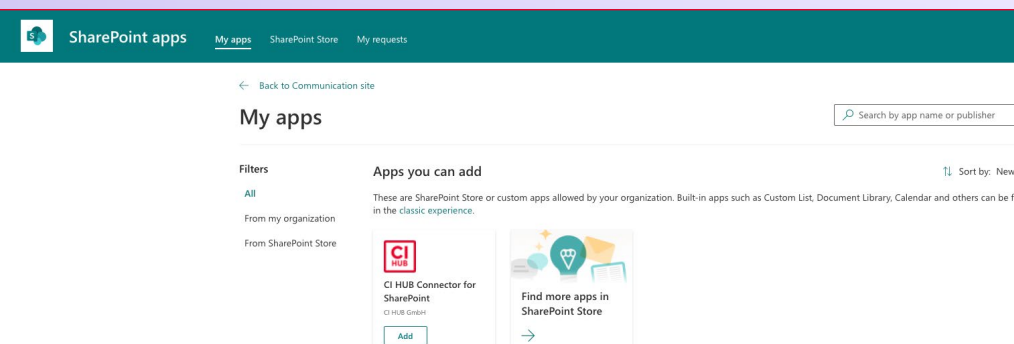 SharePoint apps
My apps
SharePoint Store
My requests
← Back to Communication site
My apps
Search by app name or publisher
Filters
All
From my organization
From SharePoint Store
Apps you can add
Sort by: New
These are SharePoint Store or custom apps allowed by your organization. Built-in apps such as Custom List, Document Library, Calendar and others can be f
in the classic experience.
CI
HUB
CI HUB Connector for
SharePoint
CI HUB GmbH
Add
Find more apps in
SharePoint Store
→